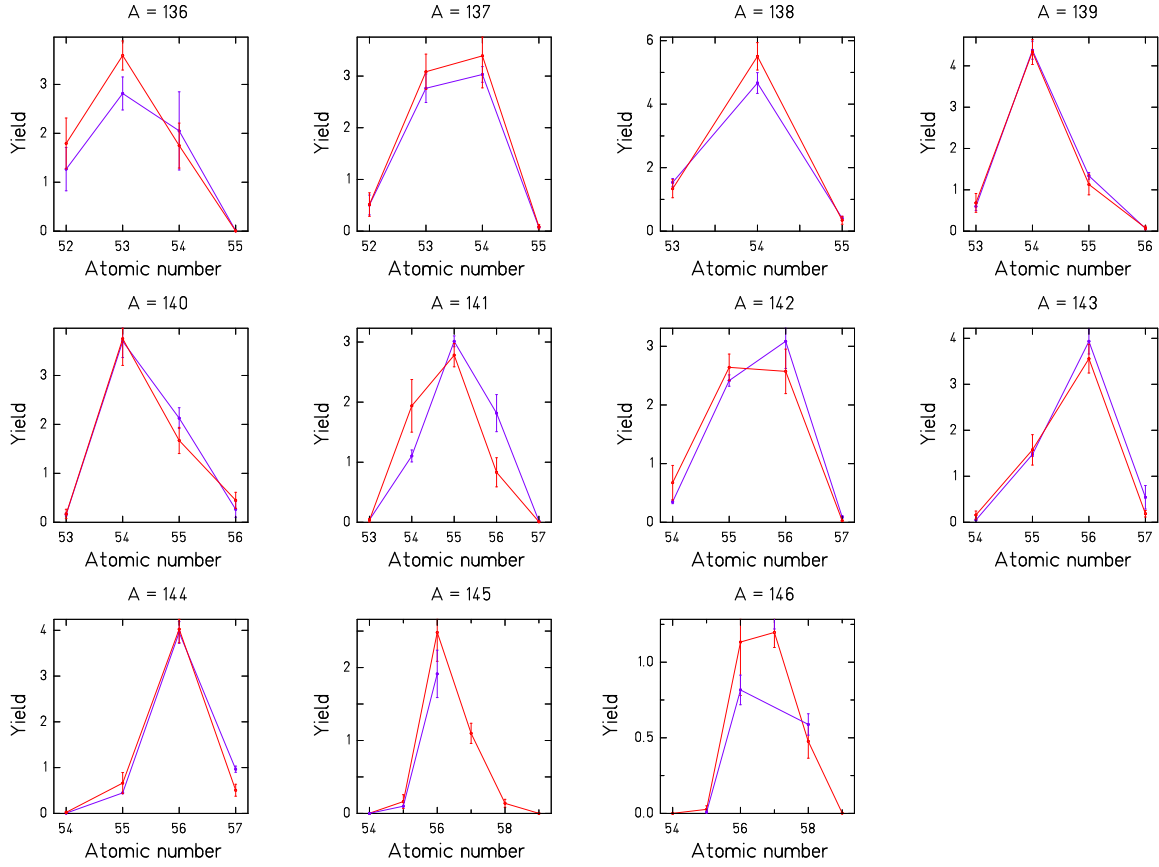 A = 136
A = 137
A = 138
A = 139
Yield
3
2
1
0
52
53
54
55
Atomic number
Yield
3
2
1
0
52
53
54
55
Atomic number
Yield
6
4
2
0
53
54
55
Atomic number
Yield
4
3
2
1
0
53
54
55
56
Atomic number
A = 140
A = 141
A = 142
A = 143
Yield
3
2
1
0
53
54
55
56
Atomic number
Yield
3
2
1
0
53
54
55
56
57
Atomic number
Yield
3
2
1
0
54
55
56
57
Atomic number
Yield
4
3
2
1
0
54
55
56
57
Atomic number
A = 144
A = 145
A = 146
Yield
4
3
2
1
0
54
55
56
57
Atomic number
Yield
2
1
0
54
56
58
Atomic number
Yield
1.0
0.5
0.0
54
56
58
Atomic number